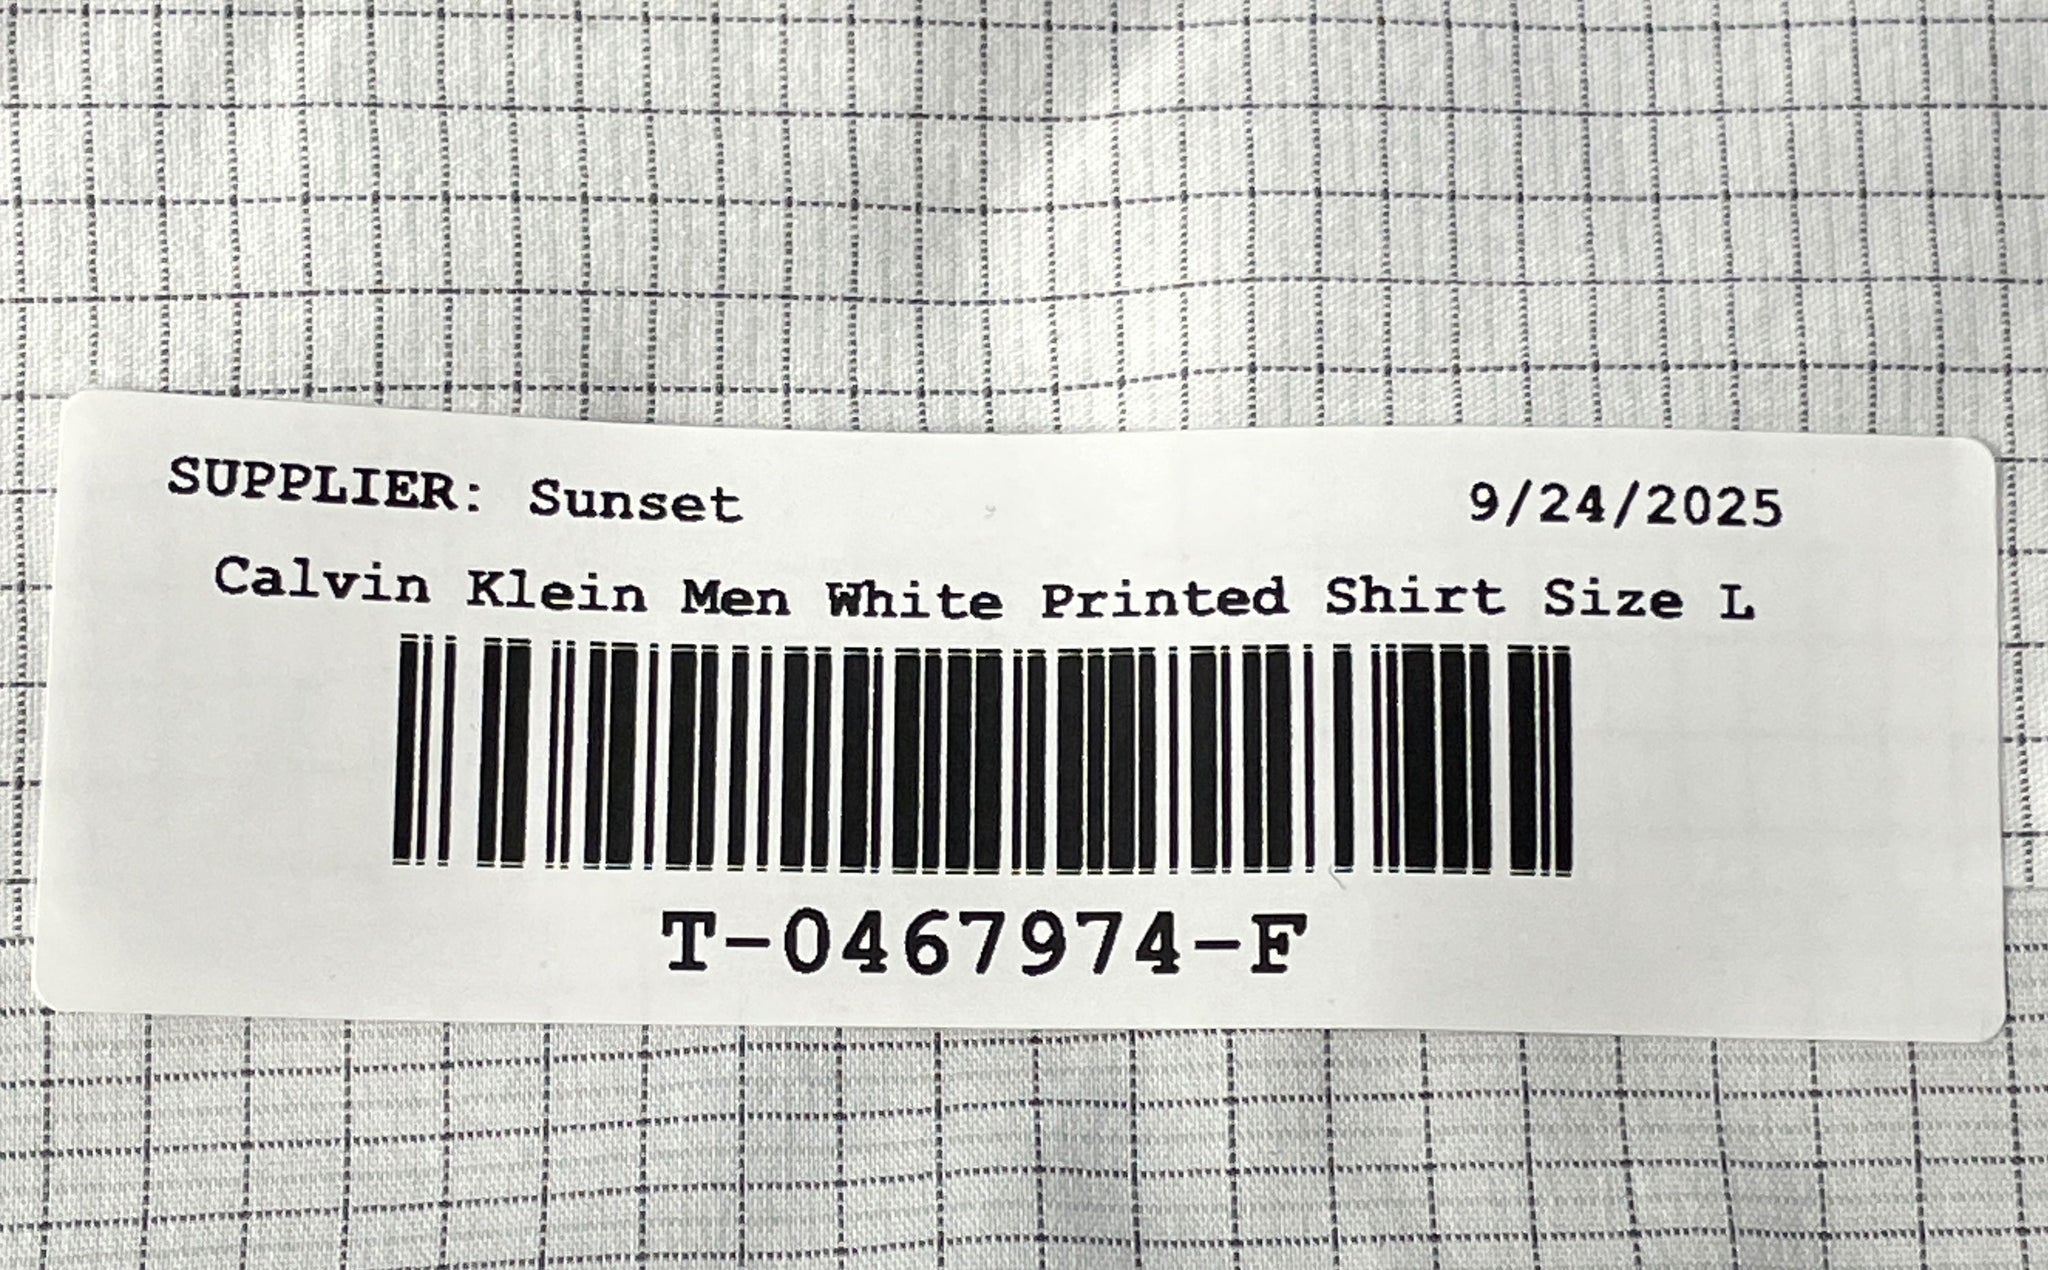 SUPPLIER: Sunset 9/24/2025
Calvin Klein Men White Printed Shirt Size L
T-0467974-F